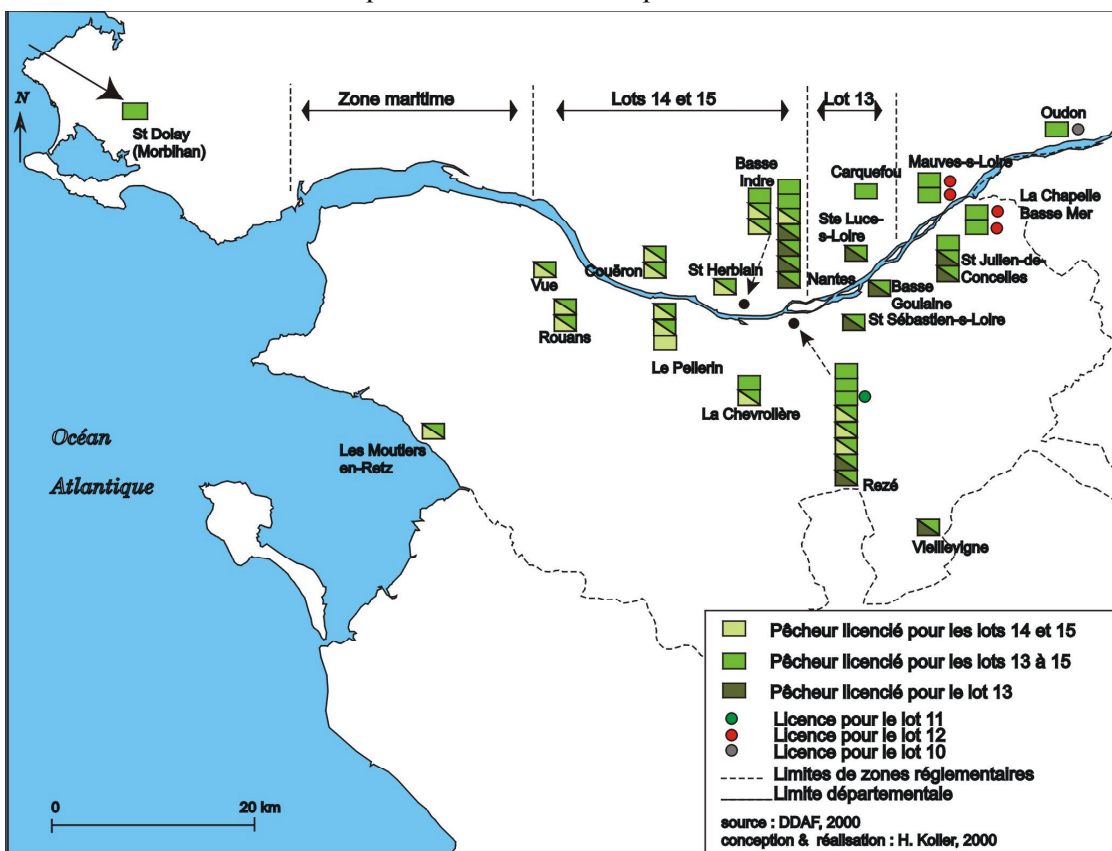 Zone maritime
Lots 14 et 15
Lot 13
N
St Dolay
(Morbihan)
Oudon
Basse
Indre
Carquefou
Mauves-s-Loire
La Chapelle
Basse Mer
Ste Luce-
s-Loire
Couëron
St Herblain
Nantes
St Julien-de-
Concelles
Vue
Basse
Goulaine
Rouans
St Sébastien-s-Loire
Le Pellerin
La Chevrolière
Océan
Atlantique
Les Moutiers
en-Retz
Rezé
Vieillevigne
Pêcheur licencié pour les lots 14 et 15
Pêcheur licencié pour les lots 13 à 15
Pêcheur licencié pour le lot 13
Licence pour le lot 11
Licence pour le lot 12
Licence pour le lot 10
Limites de zones réglementaires
Limite départementale
source : DDAF, 2000
conception & réalisation : H. Koller, 2000
0
20 km